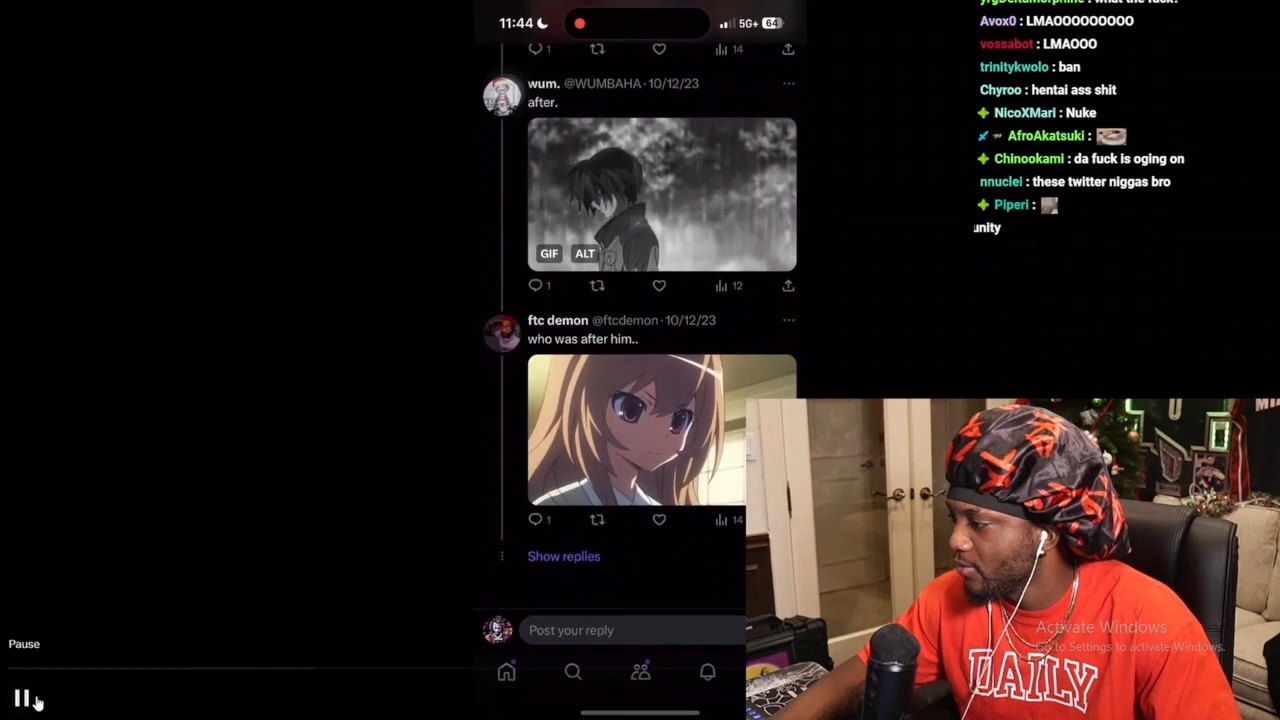 11:44
5G+ 64
1
14
wum. @WUMBAHA · 10/12/23
after.
GIF ALT
1
12
ftc demon @ftcdemon · 10/12/23
who was after him..
1
14
Show replies
Post your reply
Pause
Avox0 : LMAOOOOOOOOO
vossabot : LMAOOO
trinitykwolo : ban
Chyroo : hentai ass shit
NicoXMari : Nuke
AfroAkatsuki :
Chinookami : da fuck is oging on
nnuclei : these twitter niggas bro
Piperi :
unity
Activate Windows
Go to Settings to activate Windows.
DAILY